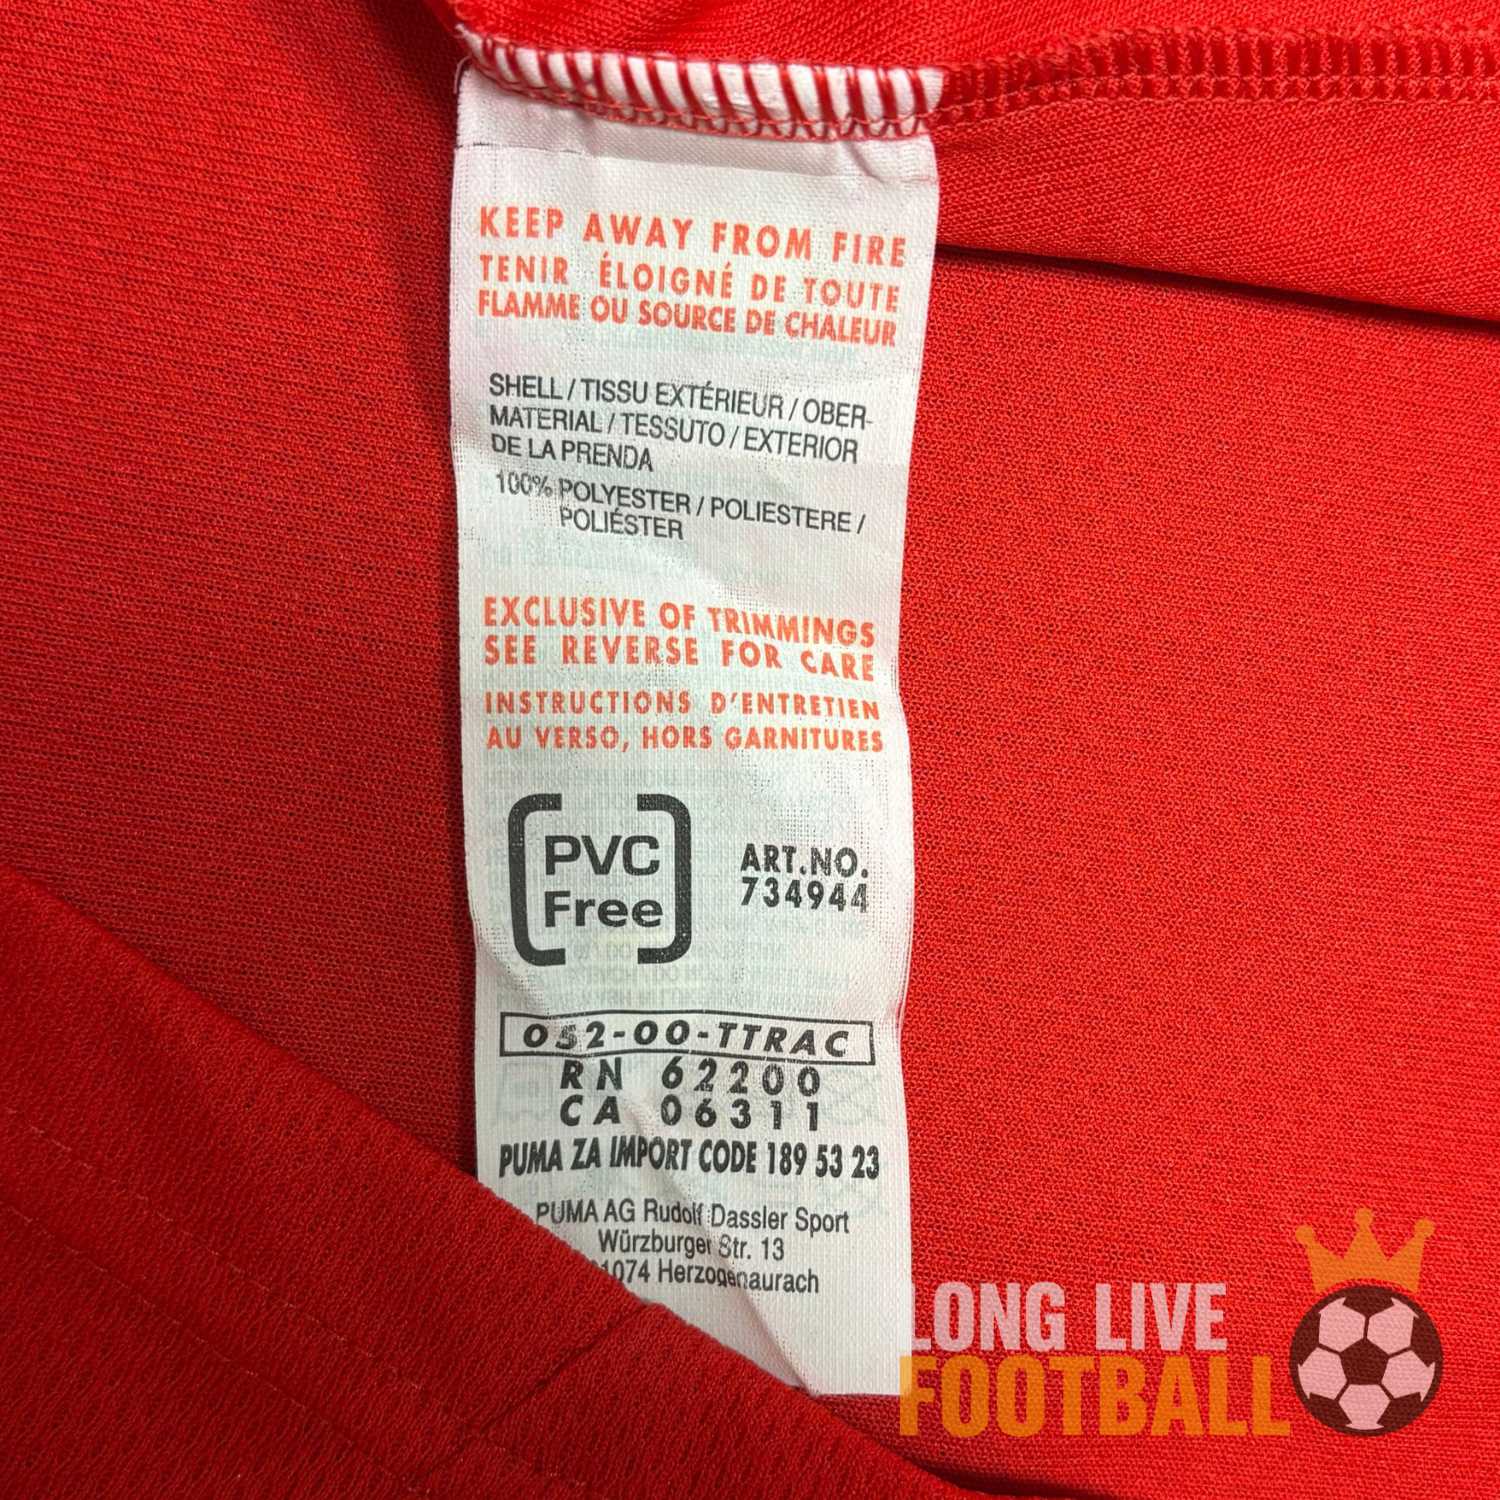 KEEP AWAY FROM FIRE
TENIR ÉLOIGNÉ DE TOUTE
FLAMME OU SOURCE DE CHALEUR
SHELL / TISSU EXTÉRIEUR / OBER-
MATERIAL / TESSUTO / EXTERIOR
DE LA PRENDA
100% POLYESTER / POLIESTERE /
POLIÉSTER
EXCLUSIVE OF TRIMMINGS
SEE REVERSE FOR CARE
INSTRUCTIONS D'ENTRETIEN
AU VERSO, HORS GARNITURES
PVC
Free
ART.NO.
734944
052-00-TTRAC
RN 62200
CA 06311
PUMA ZA IMPORT CODE 189 53 23
PUMA AG Rudolf Dassler Sport
Würzburger Str. 13
1074 Herzogenaurach
LONG LIVE
FOOTBALL